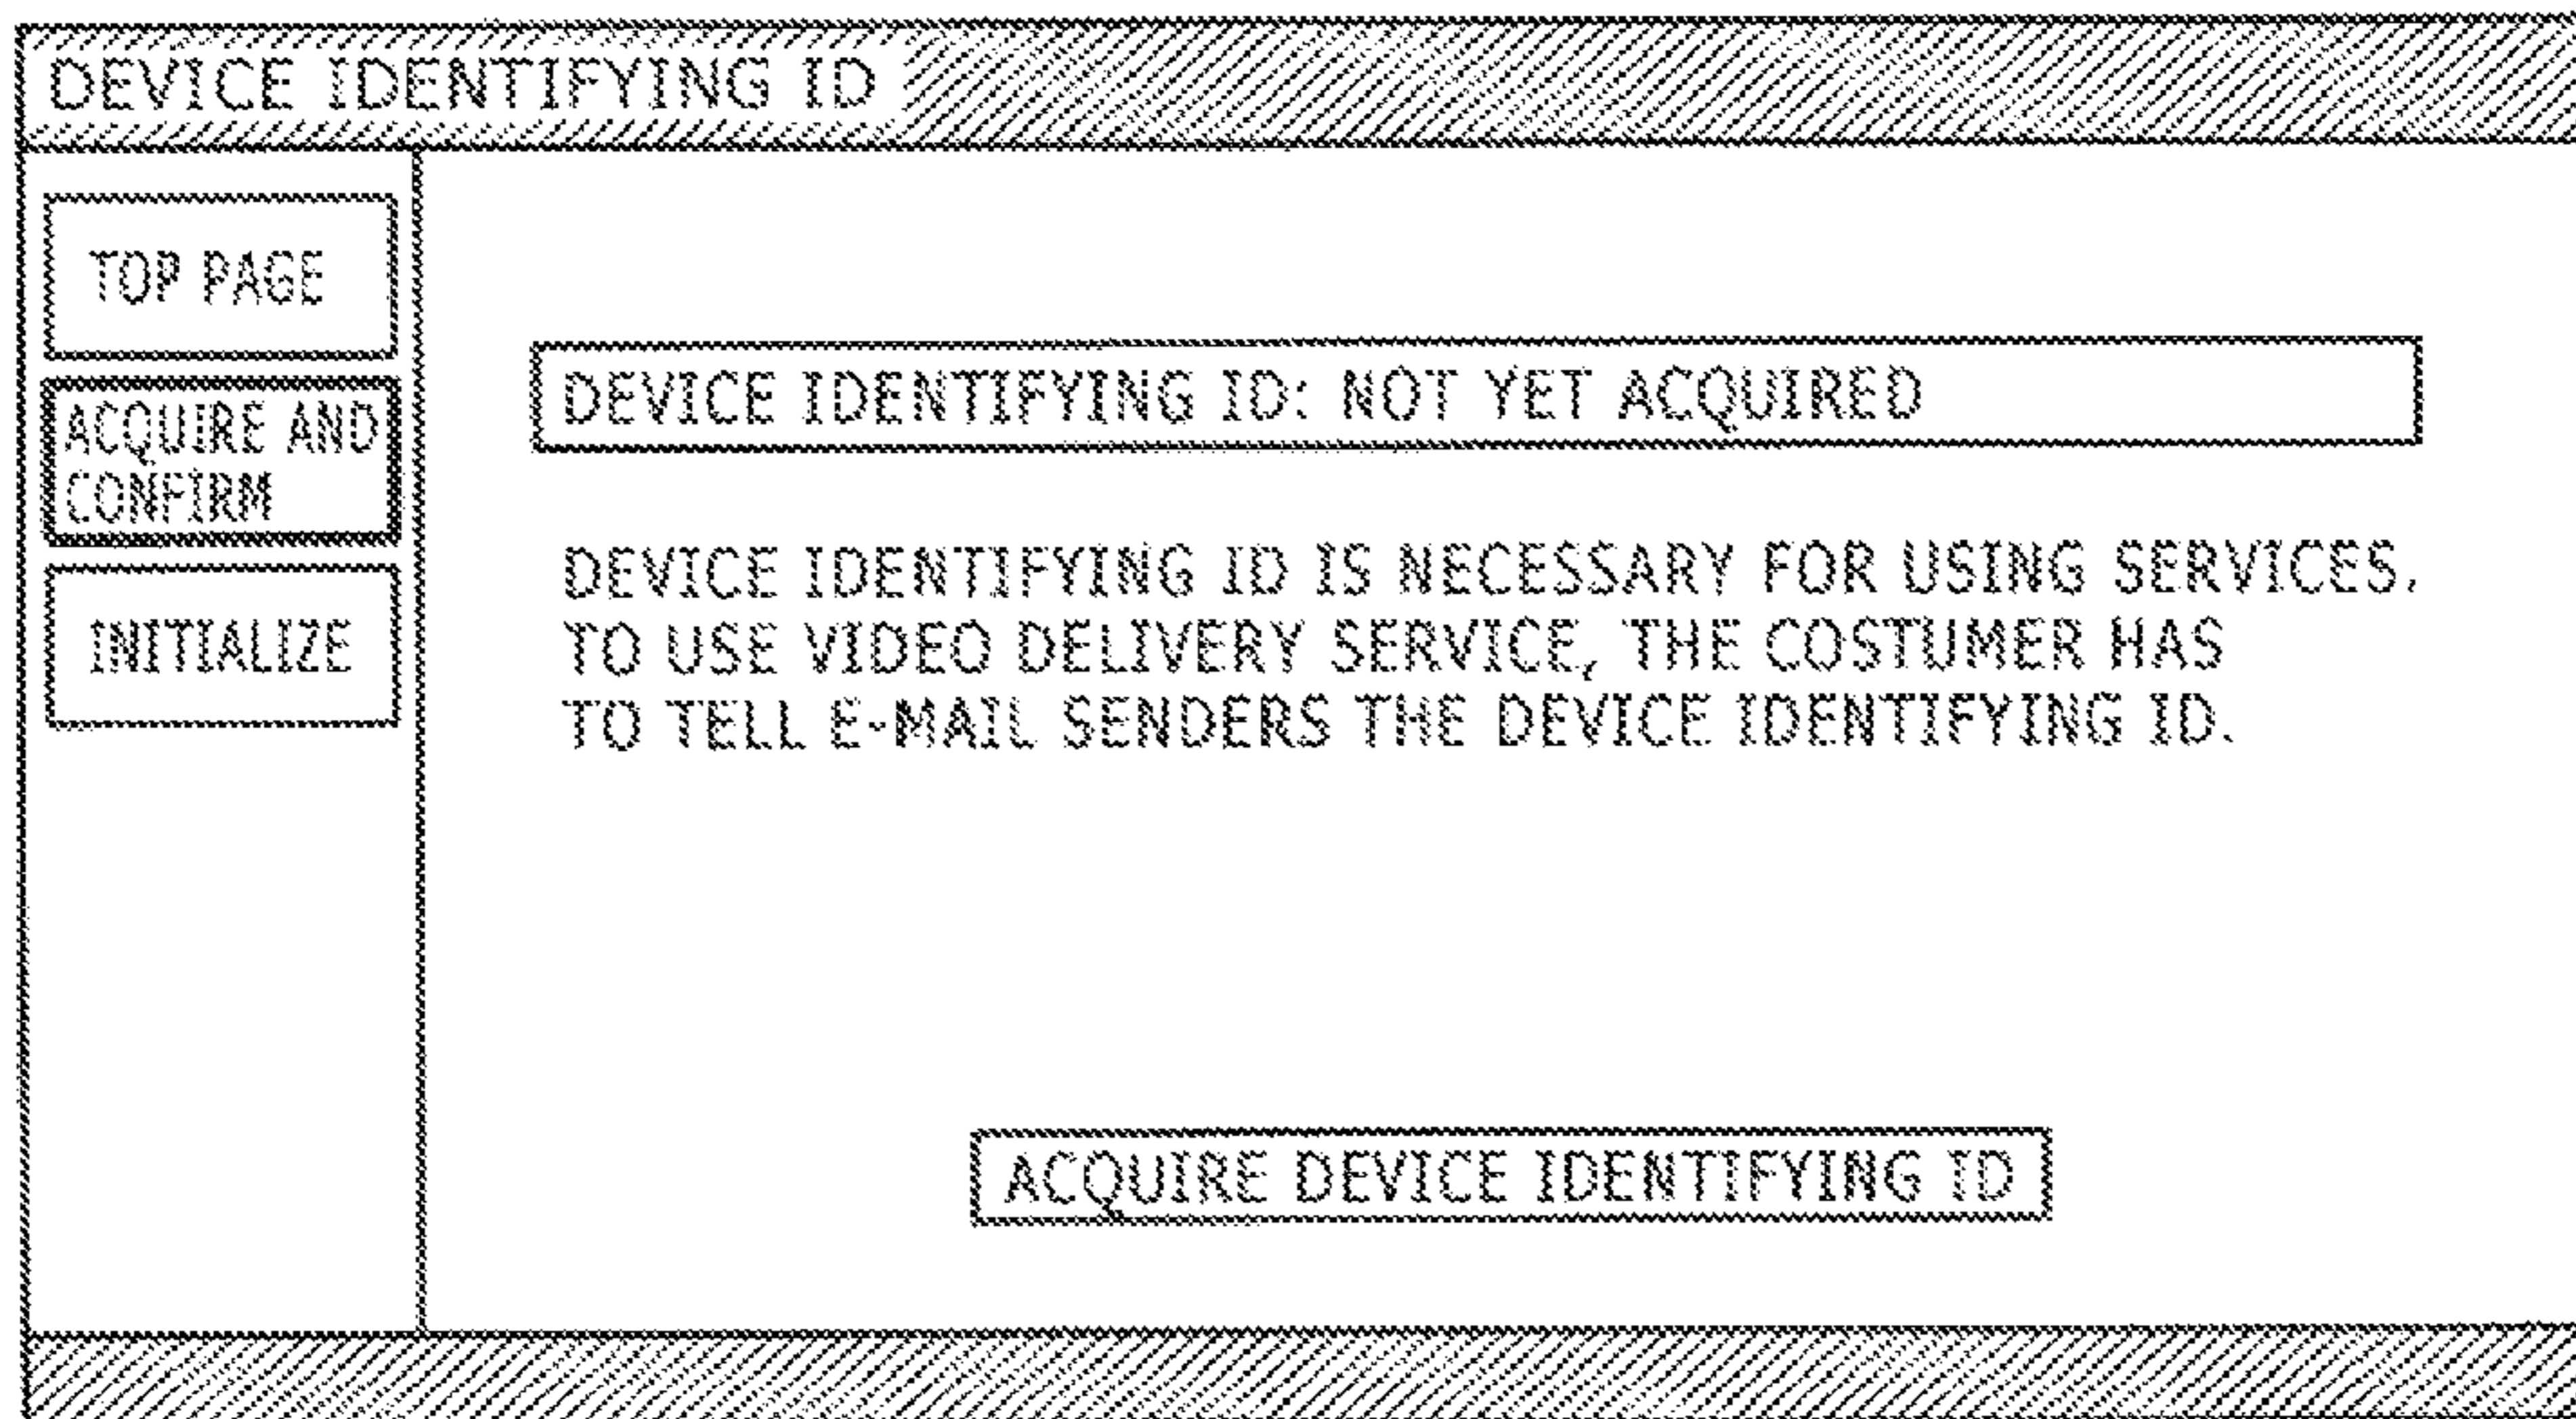 DEVICE IDENTIFYING ID
TOP PAGE
ACQUIRE AND
CONFIRM
INITIALIZE
DEVICE IDENTIFYING ID: NOT YET ACQUIRED
DEVICE IDENTIFYING ID IS NECESSARY FOR USING SERVICES.
TO USE VIDEO DELIVERY SERVICE, THE COSTUMER HAS
TO TELL E-MAIL SENDERS THE DEVICE IDENTIFYING ID.
ACQUIRE DEVICE IDENTIFYING ID